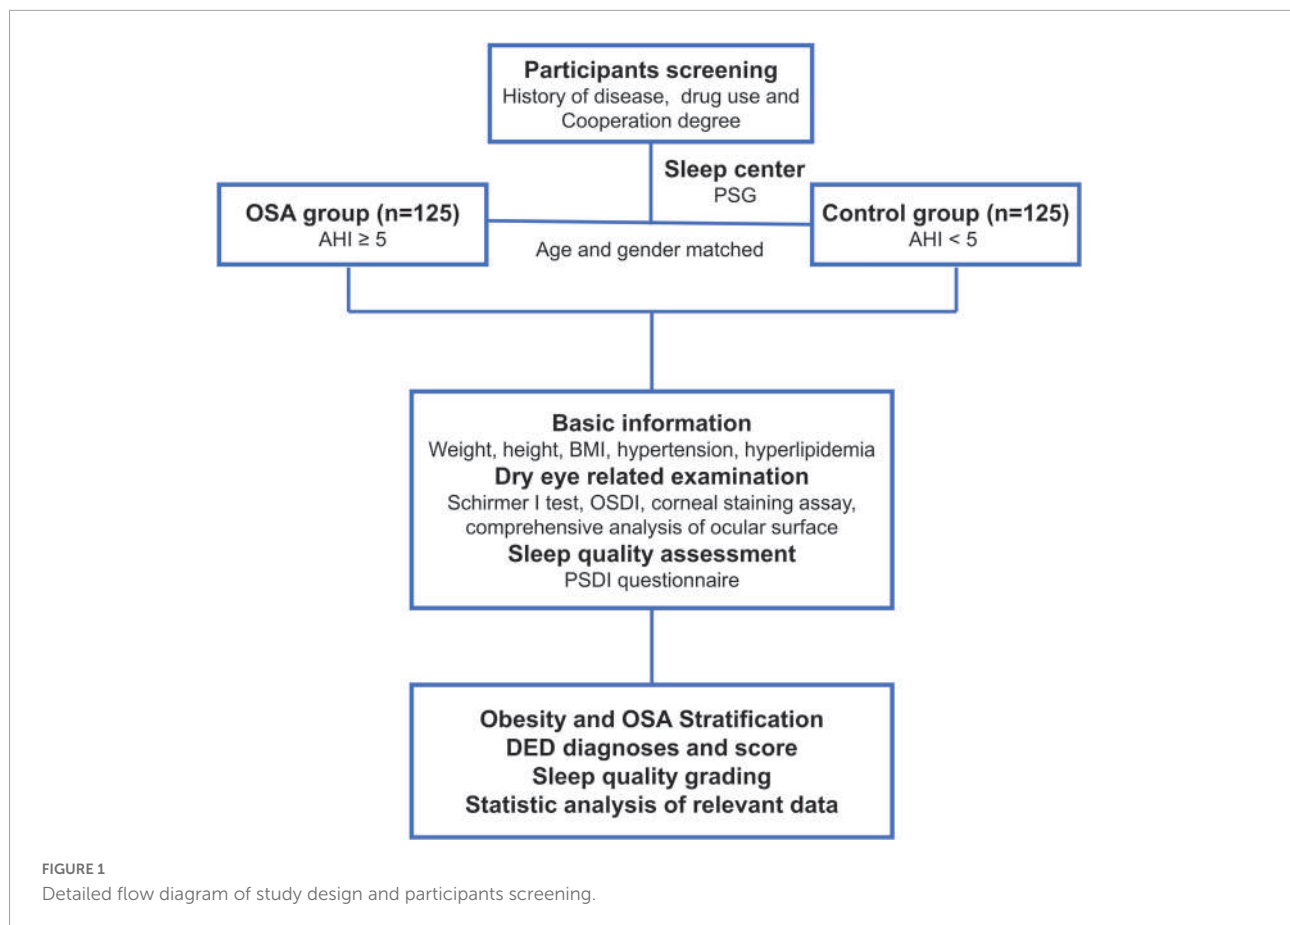 Participants screening
History of disease, drug use and
Cooperation degree
Sleep center
PSG
OSA group (n=125)
AHI ≥ 5
Control group (n=125)
AHI < 5
Age and gender matched
Basic information
Weight, height, BMI, hypertension, hyperlipidemia
Dry eye related examination
Schirmer I test, OSDI, corneal staining assay,
comprehensive analysis of ocular surface
Sleep quality assessment
PSDI questionnaire
Obesity and OSA Stratification
DED diagnoses and score
Sleep quality grading
Statistic analysis of relevant data
FIGURE 1
Detailed flow diagram of study design and participants screening.